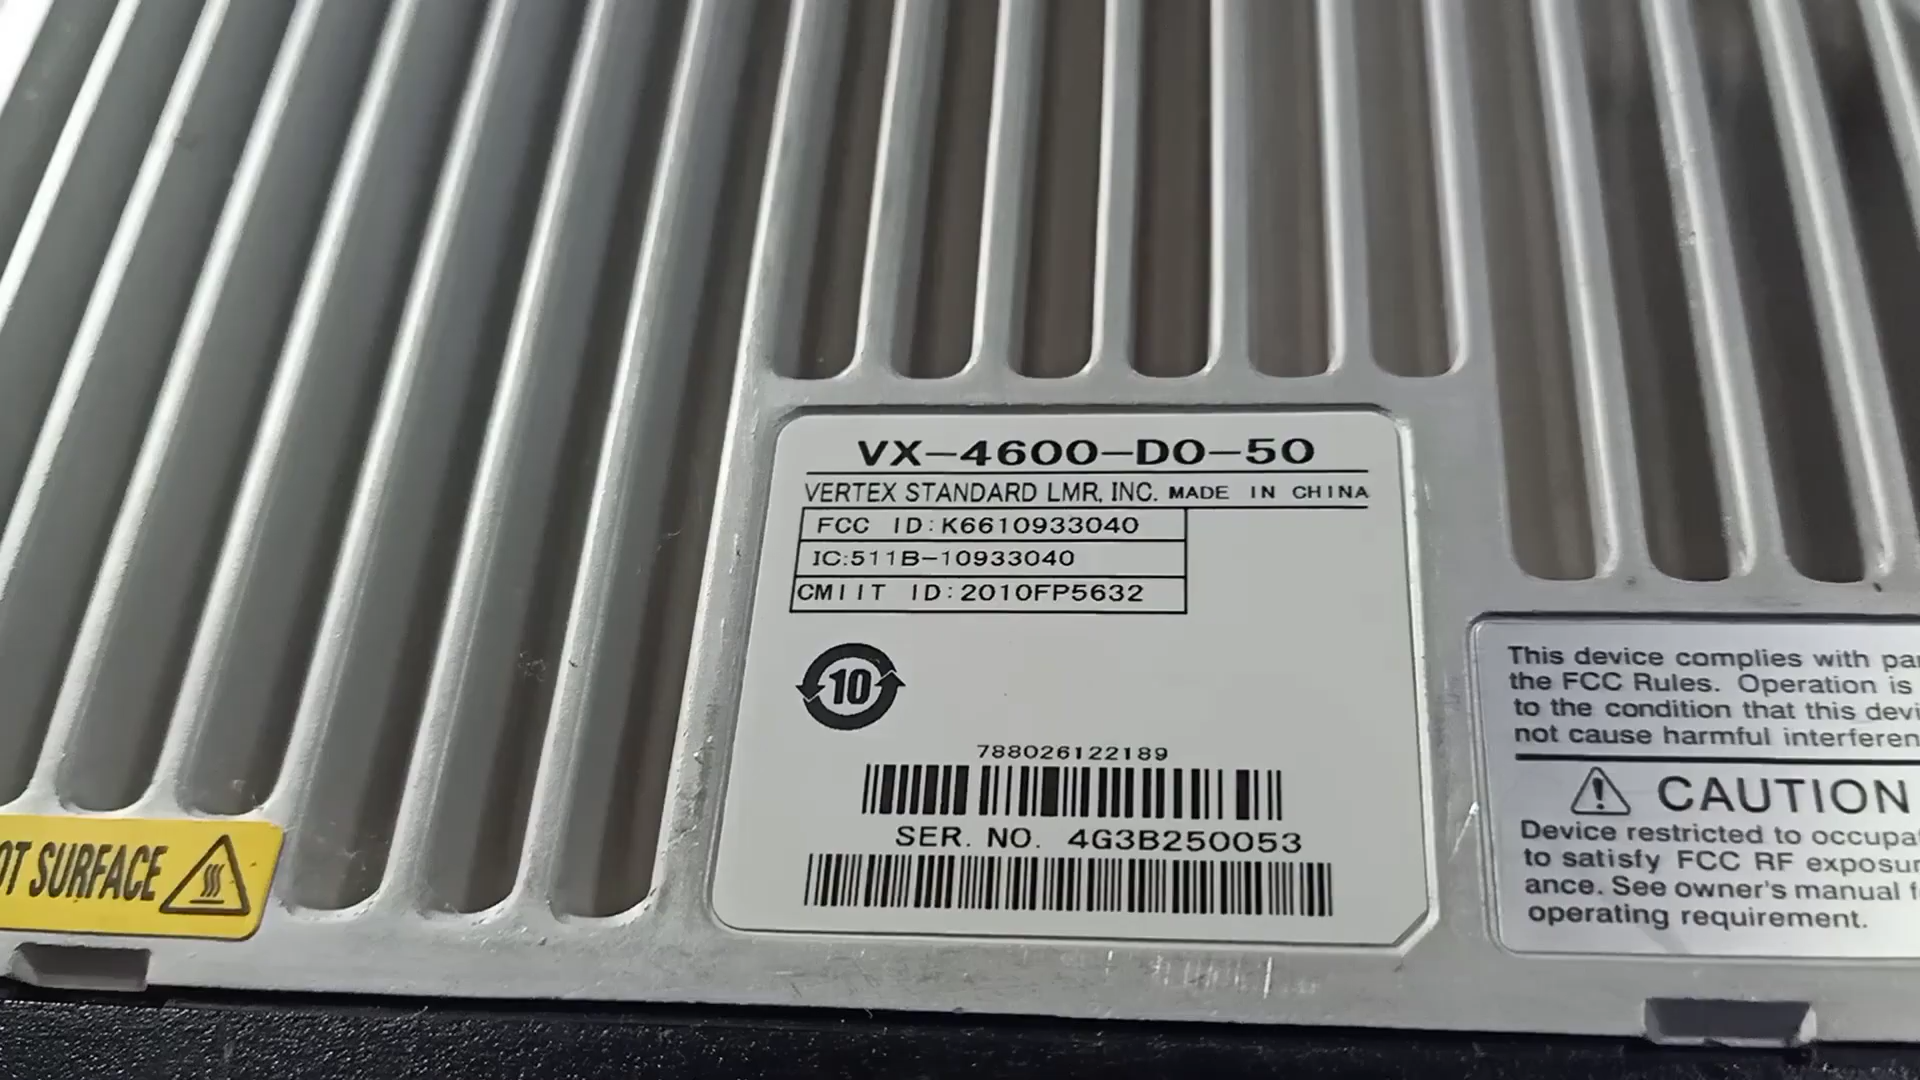 VX-4600-D0-50
VERTEX STANDARD LMR, INC. MADE IN CHINA
FCC ID:K6610933040
IC:511B-10933040
CMIIT ID:2010FP5632
10
788026122189
SER. NO. 4G3B250053
OT SURFACE
This device complies with par
the FCC Rules. Operation is
to the condition that this devi
not cause harmful interferen
CAUTION
Device restricted to occupat
to satisfy FCC RF exposur
ance. See owner's manual f
operating requirement.